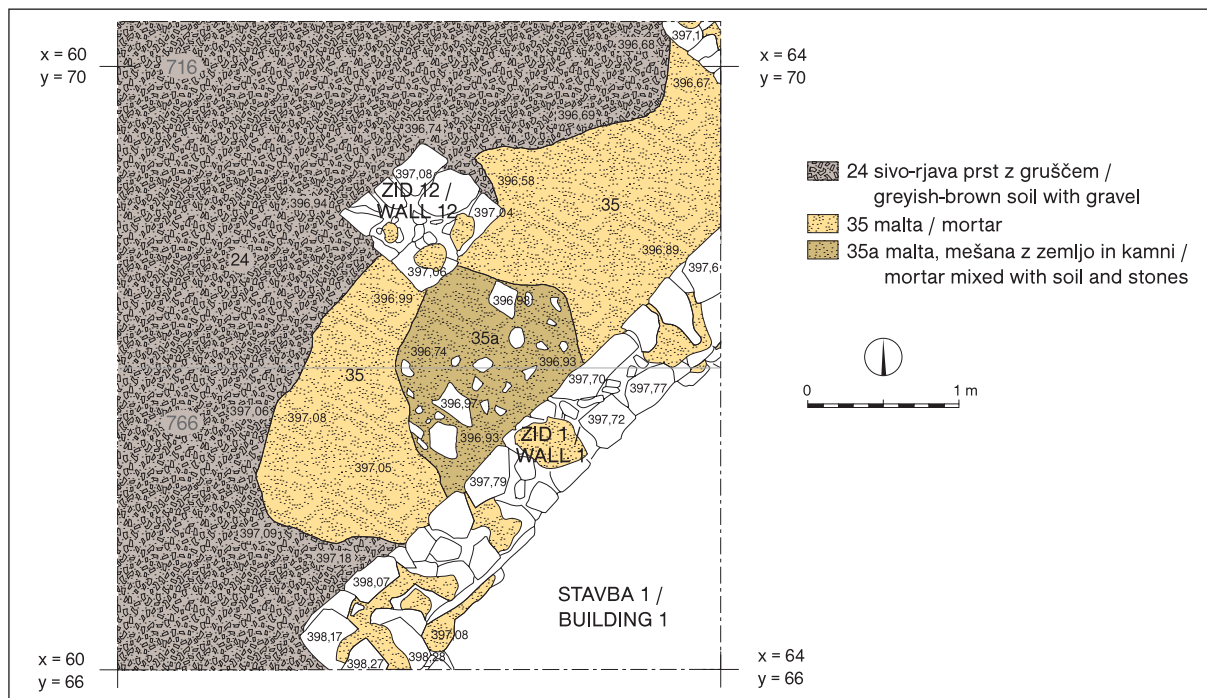 x = 60
y = 70
x = 64
y = 70
716
396,68
397,1
396,67
396,69
396,74
397,08
ZID 12 /
WALL 12
396,58
396,94
397,04
35
24
397,06
396,89
397,6
396,99
396,98
35a
396,74
396,93
35
397,70
397,77
766
397,06
397,08
396,97
397,72
396,93
ZID 1 /
WALL 1
397,05
397,79
397,09
397,18
398,07
STAVBA 1 /
BUILDING 1
398,17
397,08
398,27
398,28
x = 60
y = 66
x = 64
y = 66
24 sivo-rjava prst z gruščem /
greyish-brown soil with gravel
35 malta / mortar
35a malta, mešana z zemljo in kamni /
mortar mixed with soil and stones
0
1 m